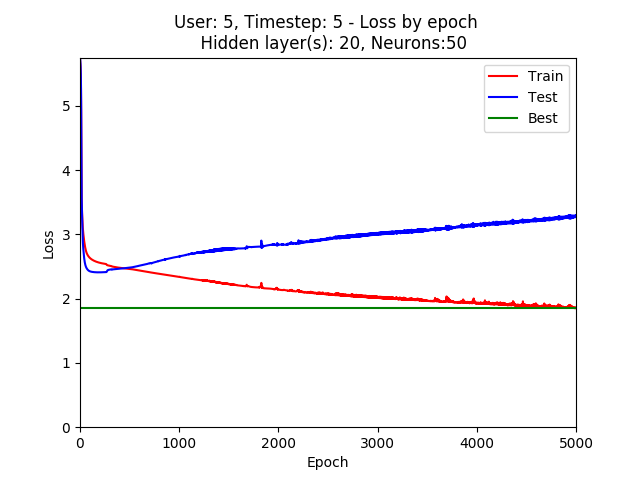 User: 5, Timestep: 5 - Loss by epoch
Hidden layer(s): 20, Neurons:50
Train
Test
Best
Loss
5
4
3
2
1
0
0 1000 2000 3000 4000 5000
Epoch